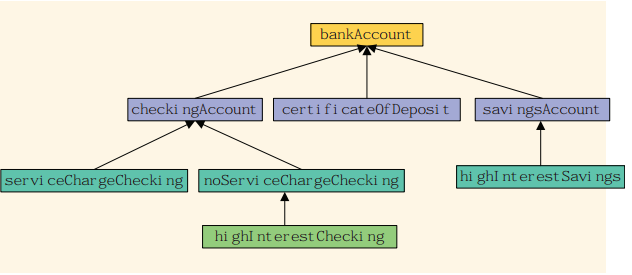 bankAccount
checkingAccount
certificateOfDeposit
savingsAccount
serviceChargeChecking
noServiceChargeChecking
highInterestSavings
highInterestChecking